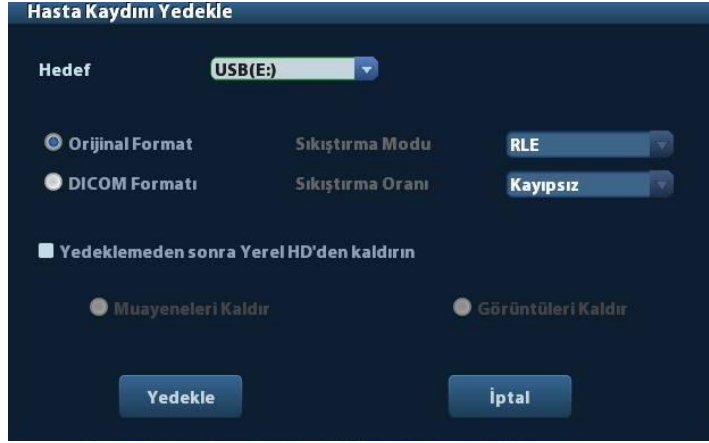 Hasta Kaydını Yedekle
Hedef USB(E:)
Orijinal Format Sıkıştırma Modu RLE
DICOM Formatı Sıkıştırma Oranı Kayıpsız
Yedeklemeden sonra Yerel HD'den kaldırın
Muayeneleri Kaldır Görüntüleri Kaldır
Yedekle İptal